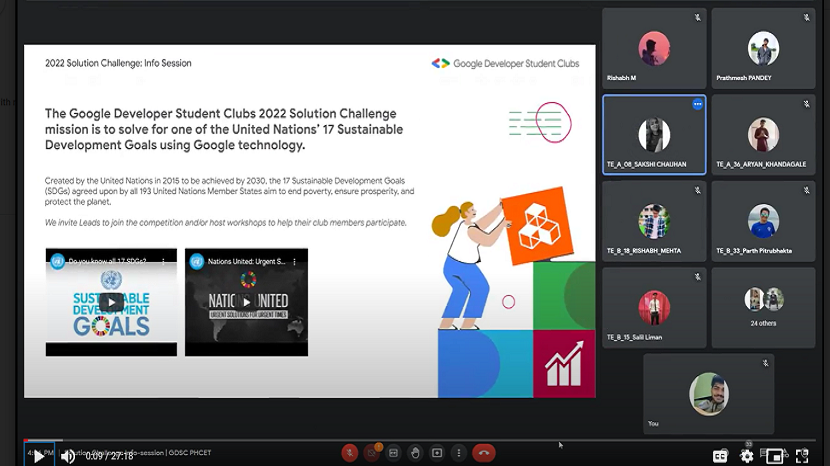 2022 Solution Challenge: Info Session
Google Developer Student Clubs
The Google Developer Student Clubs 2022 Solution Challenge
mission is to solve for one of the United Nations' 17 Sustainable
Development Goals using Google technology.
Created by the United Nations in 2015 to be achieved by 2030, the 17 Sustainable Development Goals
(SDGs) agreed upon by all 193 United Nations Member States aim to end poverty, ensure prosperity, and
protect the planet.
We invite Leads to join the competition and/or host workshops to help their club members participate.
Do you know all 17 SDGs?
SUSTAINABLE
DEVELOPMENT
GOALS
Nations United: Urgent S...
NATIONS UNITED
URGENT SOLUTIONS FOR URGENT TIMES
Rishabh M
Prathmesh PANDEY
TE_A_08_SAKSHI CHAUHAN
TE_A_36_ARYAN_KHANDAGALE
TE_B_18_RISHABH_MEHTA
TE_B_33_Parth Pitrubhakta
TE_B_15_Salil Liman
24 others
You
PM
info-session | GDSC PHCET
0:09 / 27:18
33